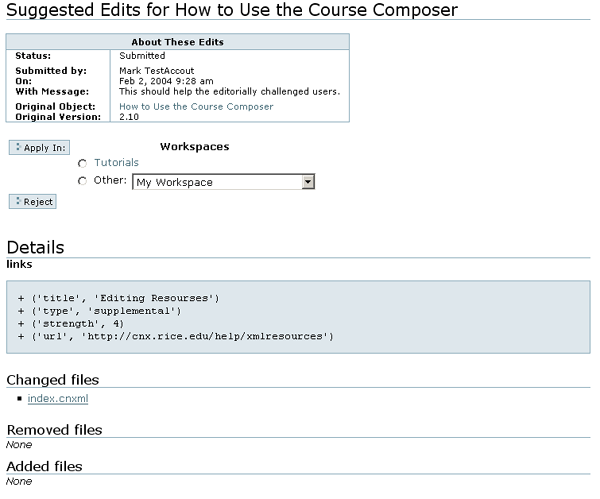 Suggested Edits for How to Use the Course Composer
About These Edits
Status: Submitted
Submitted by: Mark TestAccout
On: Feb 2, 2004 9:28 am
With Message: This should help the editorially challenged users.
Original Object: How to Use the Course Composer
Original Version: 2.10
Apply In: Workspaces
Tutorials
Other: My Workspace
Reject
Details
links
+ ('title', 'Editing Resourses')
+ ('type', 'supplemental')
+ ('strength', 4)
+ ('url', 'http://cnx.rice.edu/help/xmlresources')
Changed files
index.cnxml
Removed files
None
Added files
None